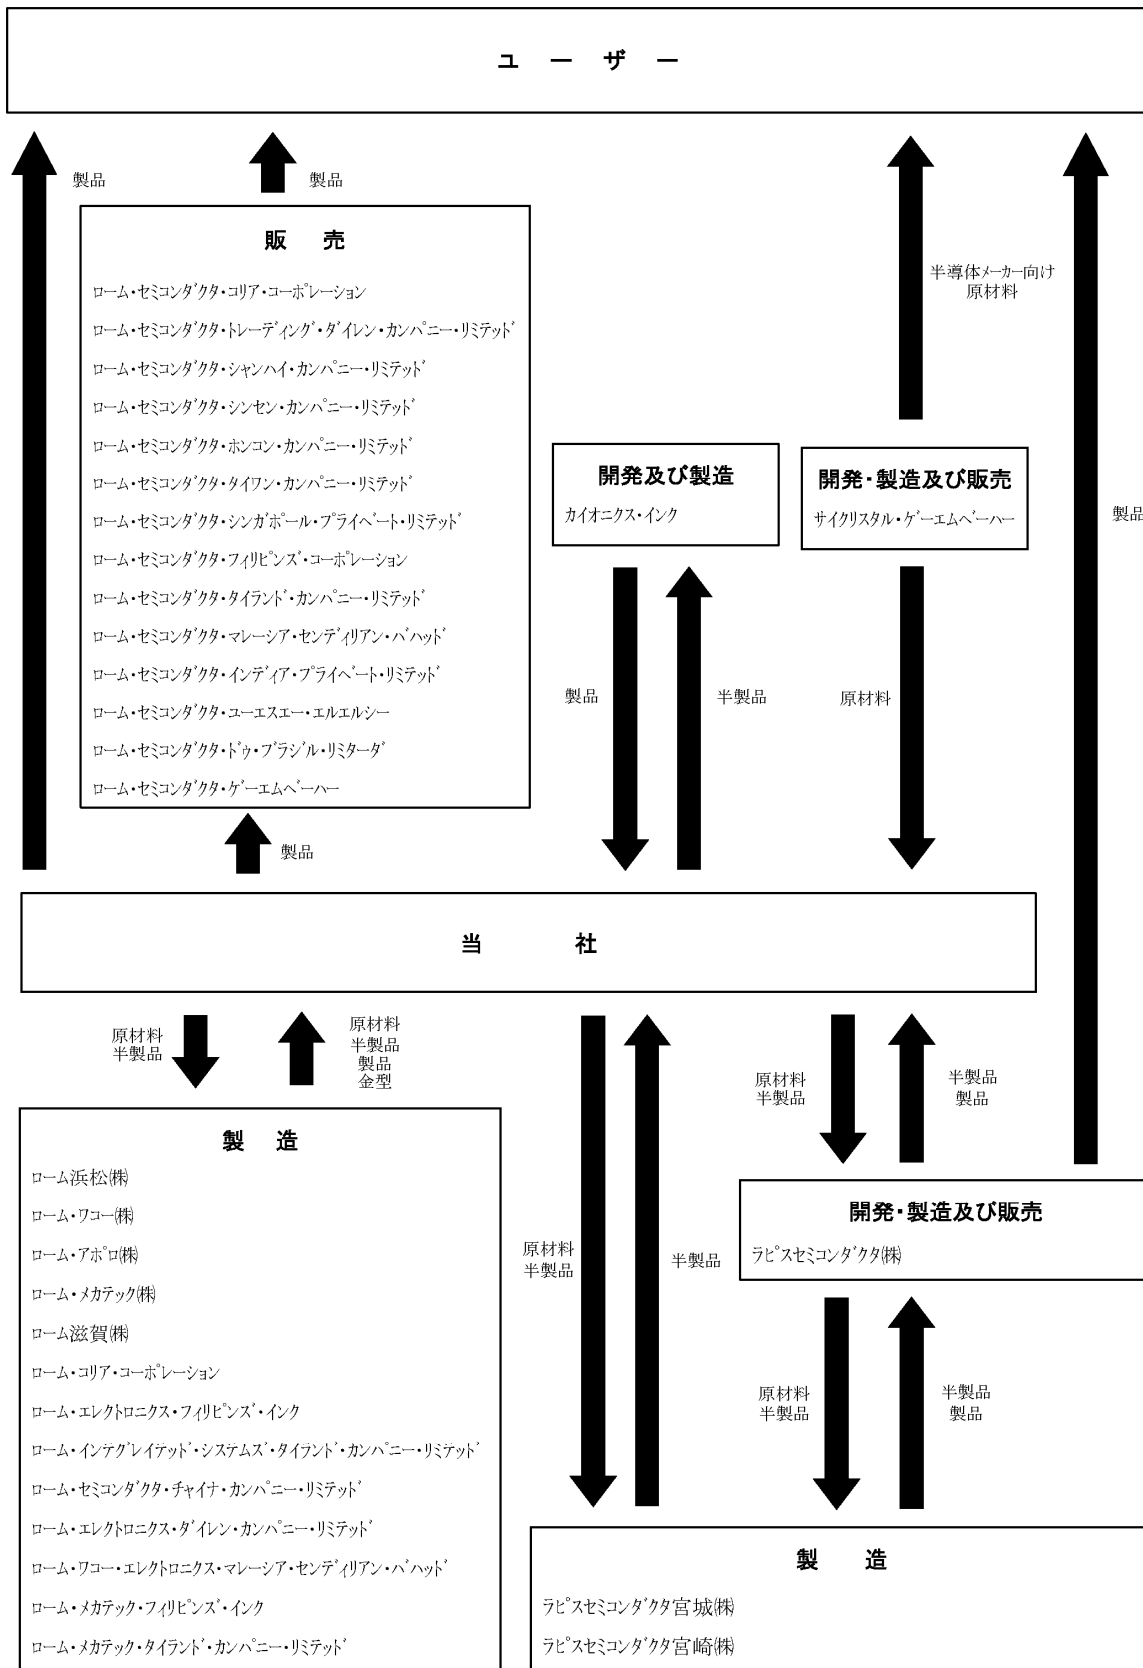 ユーザー
製品
製品
販売
ローム・セミコンダクタ・コリア・コーポレーション
ローム・セミコンダクタ・トレーディング・ダイレン・カンパニー・リミテッド
ローム・セミコンダクタ・シャンハイ・カンパニー・リミテッド
ローム・セミコンダクタ・シンセン・カンパニー・リミテッド
ローム・セミコンダクタ・ホンコン・カンパニー・リミテッド
ローム・セミコンダクタ・タイワン・カンパニー・リミテッド
ローム・セミコンダクタ・シンガポール・プライベート・リミテッド
ローム・セミコンダクタ・フィリピンズ・コーポレーション
ローム・セミコンダクタ・タイランド・カンパニー・リミテッド
ローム・セミコンダクタ・マレーシア・センディリアン・バハッド
ローム・セミコンダクタ・インディア・プライベート・リミテッド
ローム・セミコンダクタ・ユーエスエー・エルエルシー
ローム・セミコンダクタ・ドゥ・ブラジル・リミターダ
ローム・セミコンダクタ・ゲーエムベーハー
半導体メーカー向け
原材料
開発及び製造
カイオニクス・インク
開発・製造及び販売
サイクリスタル・ゲーエムベーハー
製品
製品
半製品
原材料
製品
当社
原材料
半製品
原材料
半製品
製品
金型
原材料
半製品
半製品
製品
製造
ローム浜松㈱
ローム・ワコー㈱
ローム・アポロ㈱
ローム・メカテック㈱
ローム滋賀㈱
ローム・コリア・コーポレーション
ローム・エレクトロニクス・フィリピンズ・インク
ローム・インテグレイテッド・システムズ・タイランド・カンパニー・リミテッド
ローム・セミコンダクタ・チャイナ・カンパニー・リミテッド
ローム・エレクトロニクス・ダイレン・カンパニー・リミテッド
ローム・ワコー・エレクトロニクス・マレーシア・センディリアン・バハッド
ローム・メカテック・フィリピンズ・インク
ローム・メカテック・タイランド・カンパニー・リミテッド
原材料
半製品
半製品
開発・製造及び販売
ラピスセミコンダクタ㈱
原材料
半製品
半製品
製品
製造
ラピスセミコンダクタ宮城㈱
ラピスセミコンダクタ宮崎㈱